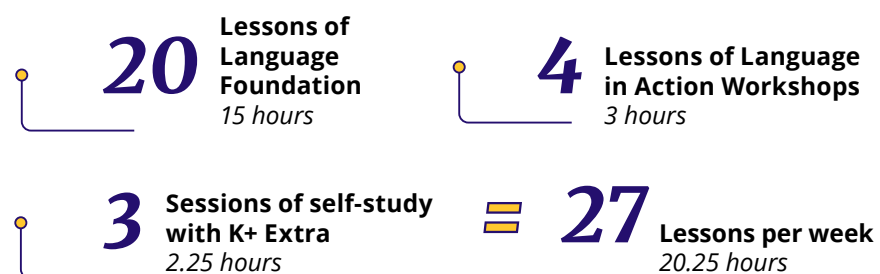 20
Lessons of
Language
Foundation
15 hours
4
Lessons of Language
in Action Workshops
3 hours
3
Sessions of self-study
with K+ Extra
2.25 hours
=
27
Lessons per week
20.25 hours